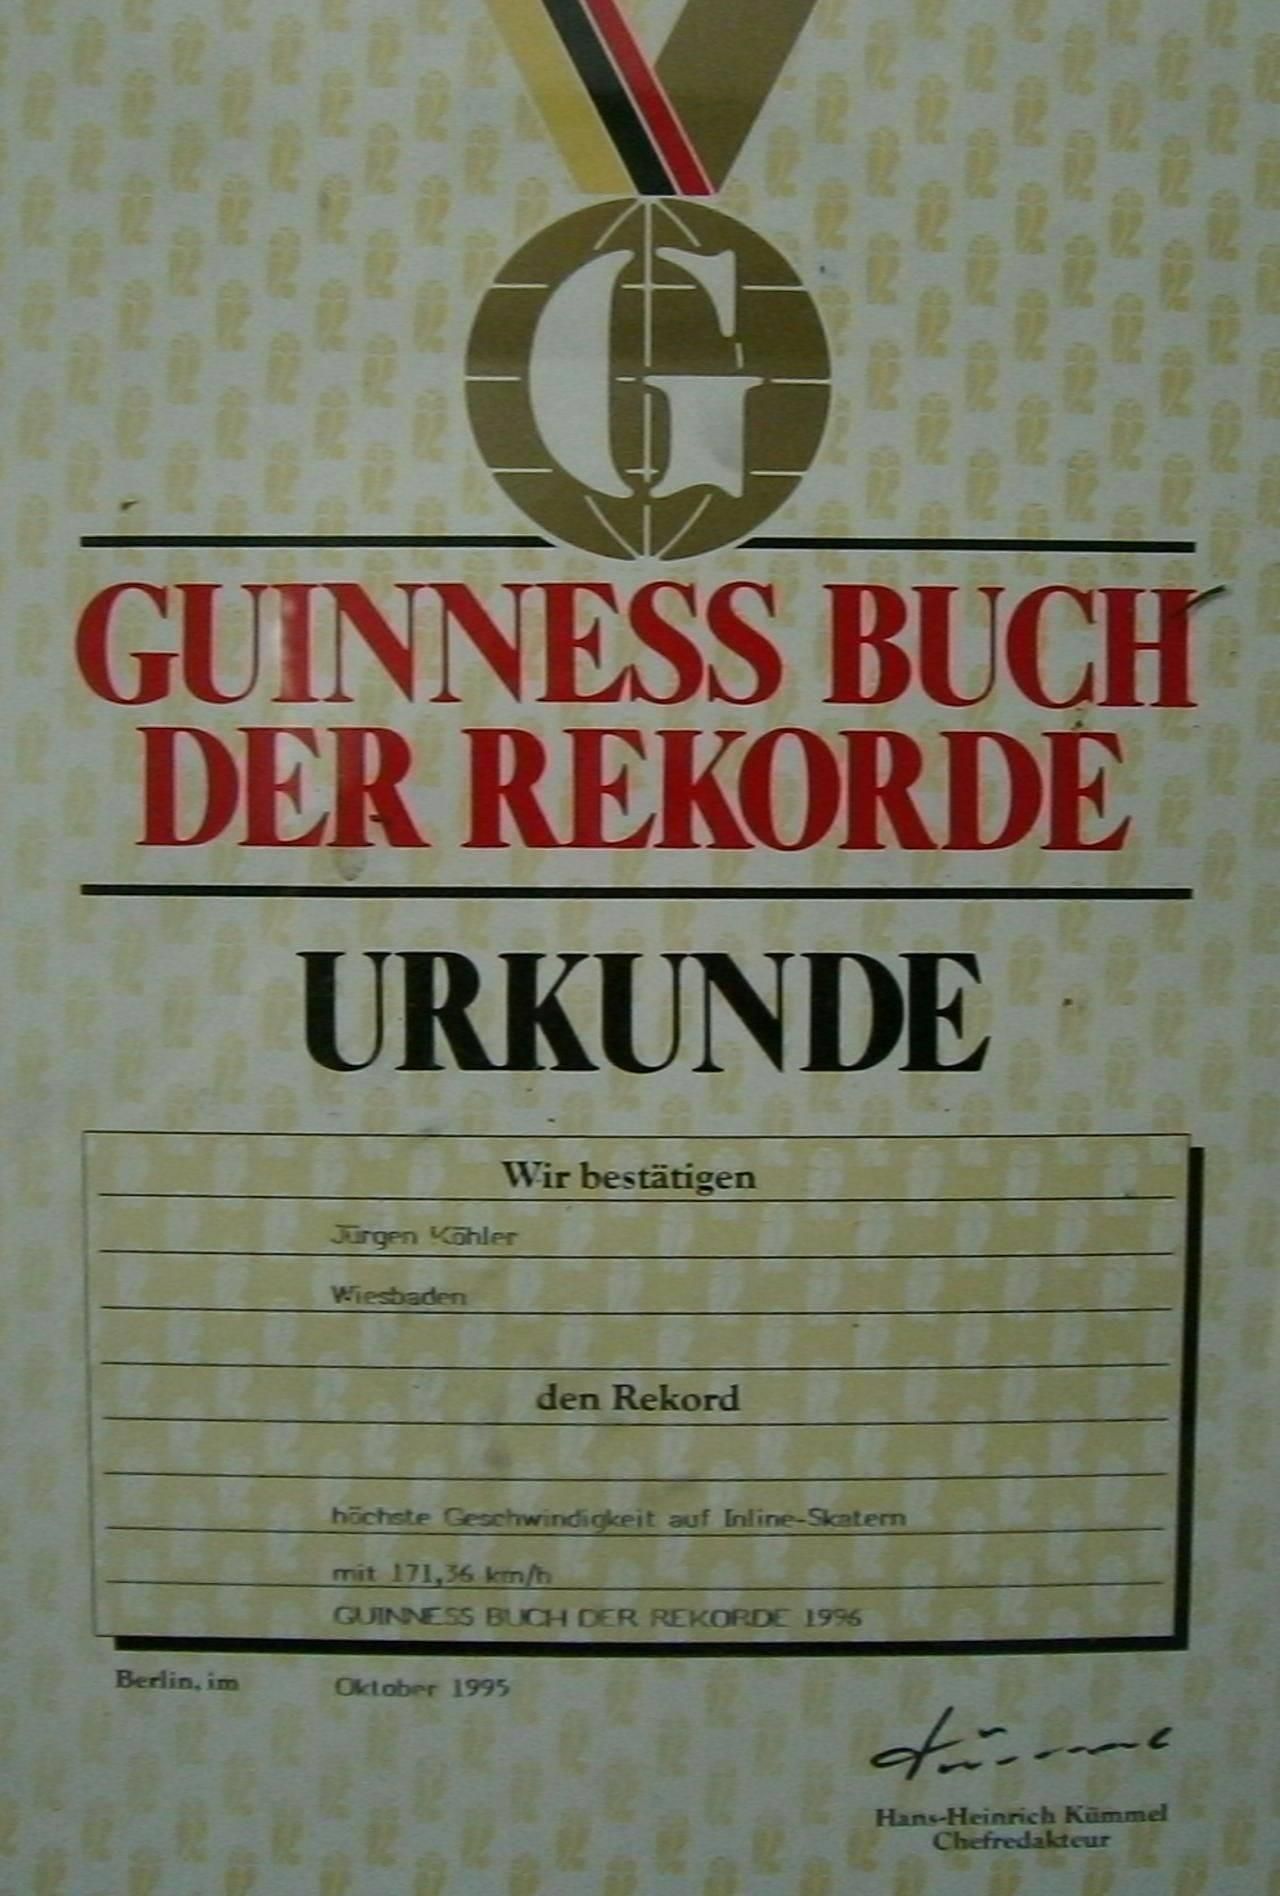 G
GUINNESS BUCH
DER REKORDE
URKUNDE
Wir bestätigen
Jürgen Köhler
Wiesbaden
den Rekord
höchste Geschwindigkeit auf Inline-Skatern
mit 171,36 km/h
GUINNESS BUCH DER REKORDE 1996
Berlin, im Oktober 1995
Kümmel
Hans-Heinrich Kümmel
Chefredakteur